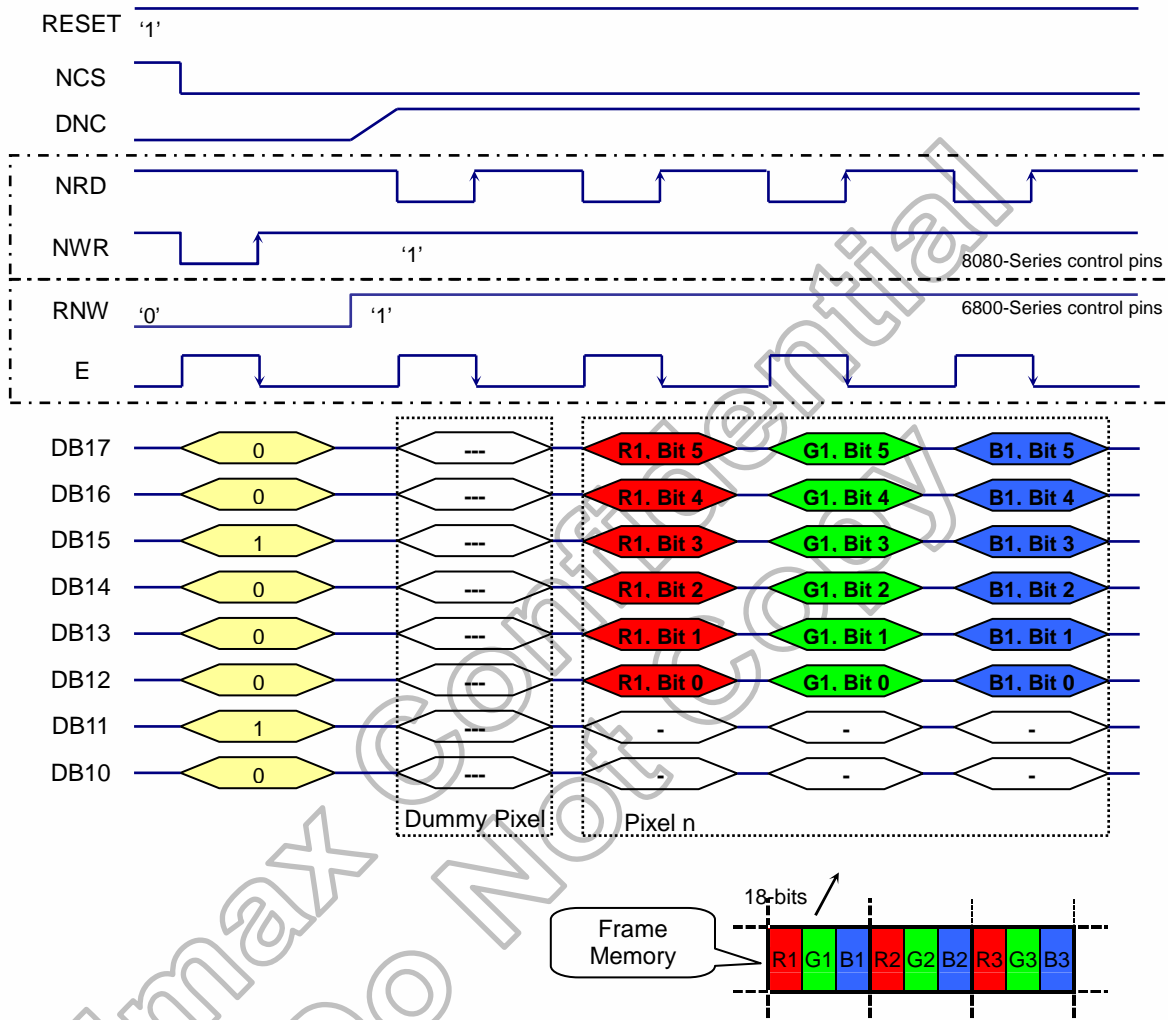 RESET ‘1’
NCS
DNC
NRD
NWR ‘1’
8080-Series control pins
RNW ‘0’ ‘1’ 6800-Series control pins
E
DB17 0 --- R1, Bit 5 G1, Bit 5 B1, Bit 5
DB16 0 --- R1, Bit 4 G1, Bit 4 B1, Bit 4
DB15 1 --- R1, Bit 3 G1, Bit 3 B1, Bit 3
DB14 0 --- R1, Bit 2 G1, Bit 2 B1, Bit 2
DB13 0 --- R1, Bit 1 G1, Bit 1 B1, Bit 1
DB12 0 --- R1, Bit 0 G1, Bit 0 B1, Bit 0
DB11 1 --- - - -
DB10 0 --- - - -
Dummy Pixel Pixel n
18-bits
Frame
Memory
R1 G1 B1 R2 G2 B2 R3 G3 B3
Confidential
Do Not Copy